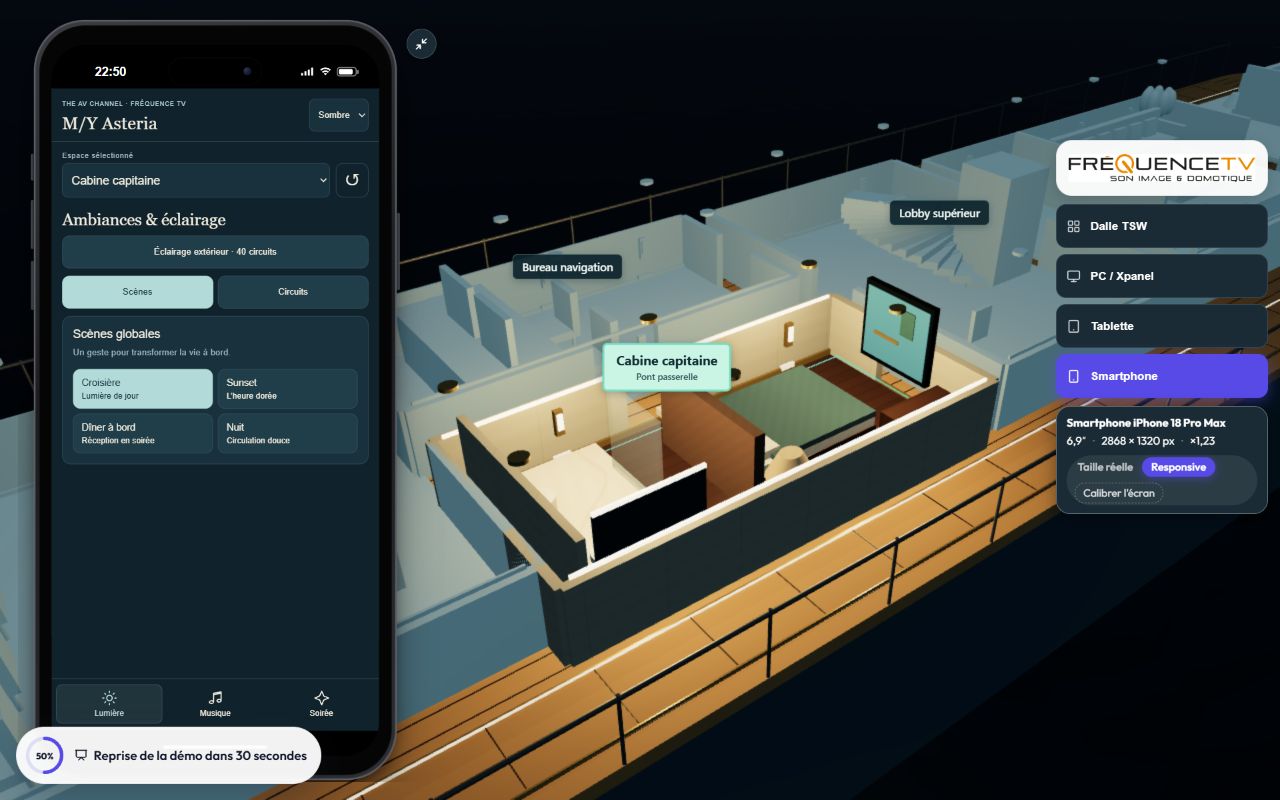 22:50
THE AV CHANNEL · FRÉQUENCE TV
M/Y Asteria
Sombre
Espace sélectionné
Cabine capitaine
Ambiances & éclairage
Éclairage extérieur · 40 circuits
Scènes
Circuits
Scènes globales
Un geste pour transformer la vie à bord.
Croisière
Lumière de jour
Sunset
L'heure dorée
Dîner à bord
Réception en soirée
Nuit
Circulation douce
Lumière
Musique
Soirée
50%
Reprise de la démo dans 30 secondes
Bureau navigation
Lobby supérieur
Cabine capitaine
Pont passerelle
FRÉQUENCETV
SON IMAGE & DOMOTIQUE
Dalle TSW
PC / Xpanel
Tablette
Smartphone
Smartphone iPhone 18 Pro Max
6,9" · 2868 × 1320 px · ×1,23
Taille réelle
Responsive
Calibrer l'écran